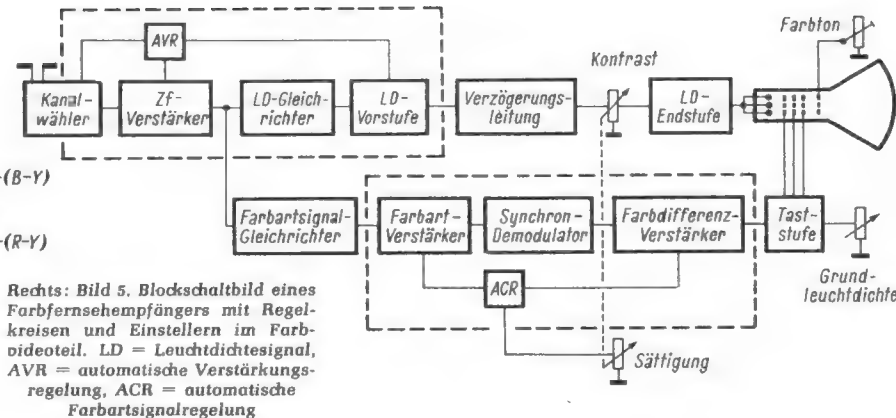 AVR
Kanal-
wähler
Zf-
Verstärker
LD-Gleich-
richter
LD-
Vorstufe
Verzögerungs-
leitung
Kontrast
LD-
Endstufe
Farbton
-(B-Y)
-(R-Y)
Farbartsignal-
Gleichrichter
Farbart-
Verstärker
Synchron-
Demodulator
Farbdifferenz-
Verstärker
Tast-
stufe
Grund-
leuchtdichte
ACR
Sättigung
Rechts: Bild 5. Blockschaltbild eines
Farbfernsehempfängers mit Regel-
kreisen und Einstellern im Farb-
videoteil. LD = Leuchtdichtesignal,
AVR = automatische Verstärkungs-
regelung, ACR = automatische
Farbartsignalregelung